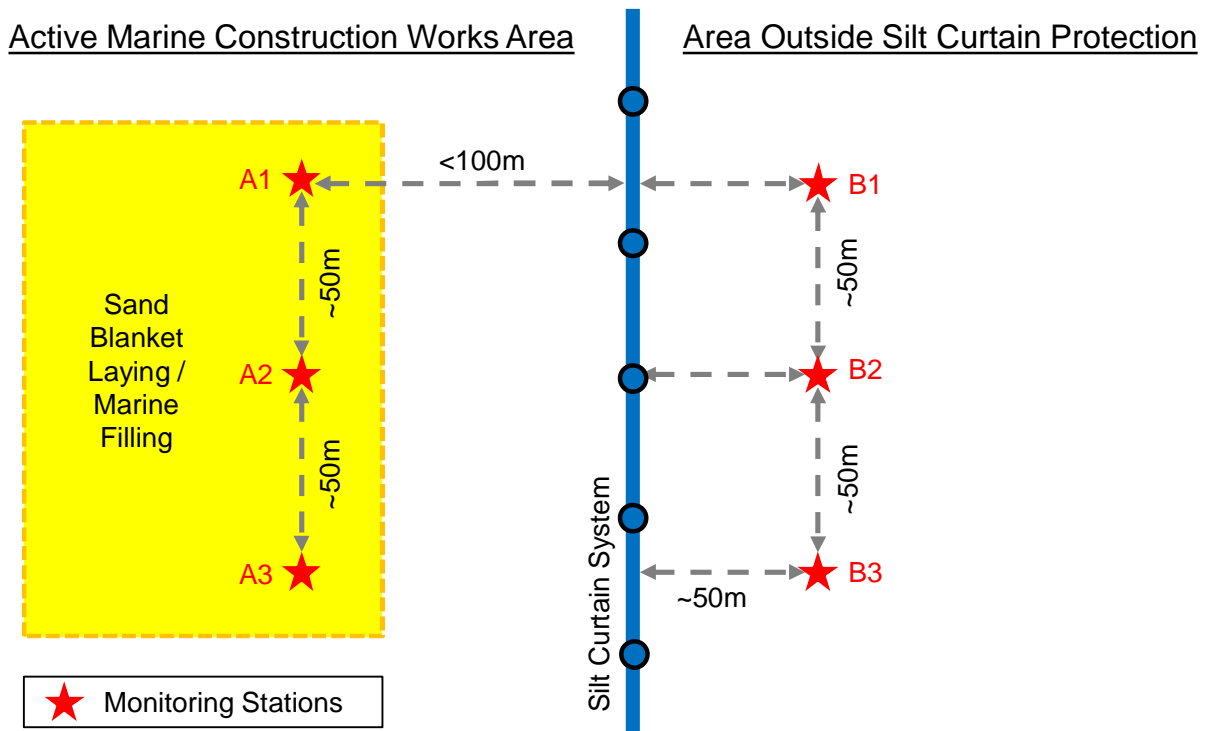 Active Marine Construction Works Area
Area Outside Silt Curtain Protection
<100m
A1
B1
~50m
~50m
Sand
Blanket
Laying /
Marine
Filling
A2
B2
~50m
~50m
A3
B3
~50m
Silt Curtain System
Monitoring Stations